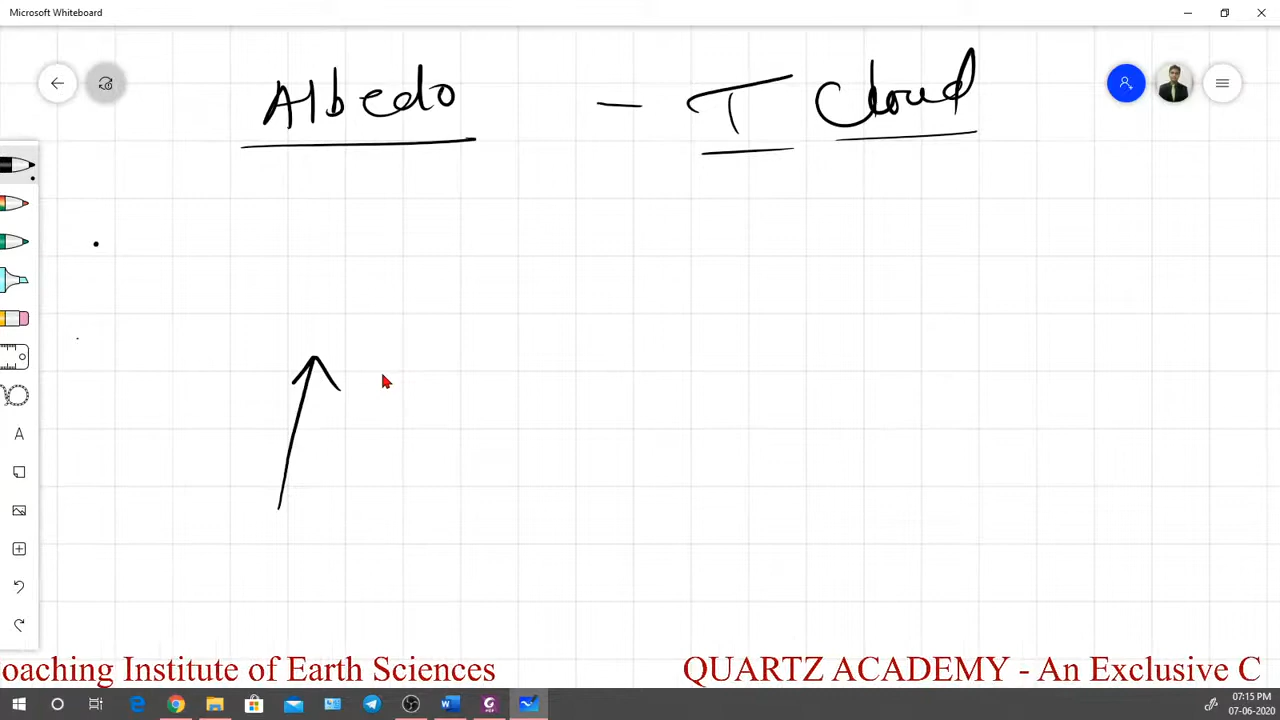 Microsoft Whiteboard
Albedo - T Cloud
A
oaching Institute of Earth Sciences QUARTZ ACADEMY - An Exclusive C
07:15 PM
07-06-2020